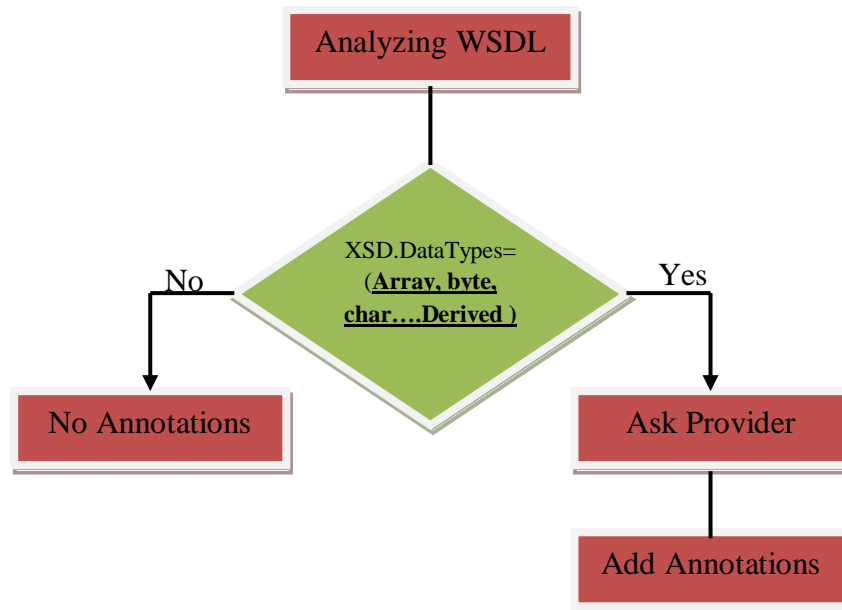 Analyzing WSDL
XSD.DataTypes=
(Array, byte,
char….Derived )
No
Yes
No Annotations
Ask Provider
Add Annotations